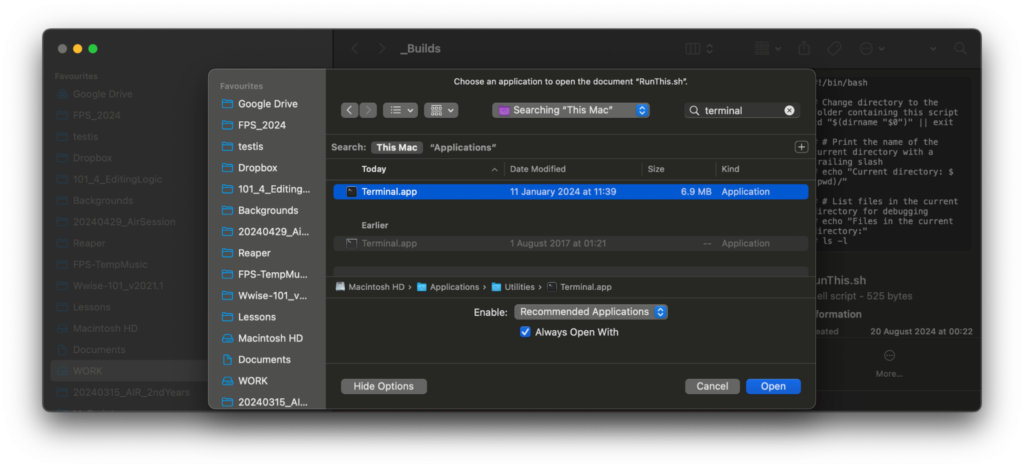 _Builds
Favourites
Google Drive
FPS_2024
testis
Dropbox
101_4_EditingLogic
Backgrounds
20240429_AirSession
Reaper
FPS-TempMusic
Wwise-101_v2021.1
Lessons
Macintosh HD
Documents
WORK
20240315_AIR_2ndYears
Favourites
Google Drive
FPS_2024
testis
Dropbox
101_4_Editing...
Backgrounds
20240429_Ai...
Reaper
FPS-TempMu...
Wwise-101_v...
Lessons
Macintosh HD
Documents
WORK
20240315_AI...
Choose an application to open the document “RunThis.sh”.
Searching “This Mac”
terminal
Search: This Mac “Applications”
Today Date Modified Size Kind
Terminal.app 11 January 2024 at 11:39 6.9 MB Application
Earlier
Terminal.app 1 August 2017 at 01:21 -- Application
Macintosh HD › Applications › Utilities › Terminal.app
Enable: Recommended Applications
Always Open With
Hide Options Cancel Open
!/bin/bash
Change directory to the
older containing this script
d "$(dirname "$0")" || exit
# Print the name of the
urrent directory with a
railing slash
echo "Current directory: $
pwd)/"
# List files in the current
irectory for debugging
echo "Files in the current
irectory:"
ls -l
unThis.sh
ell script - 525 bytes
formation
eated 20 August 2024 at 00:22
More...